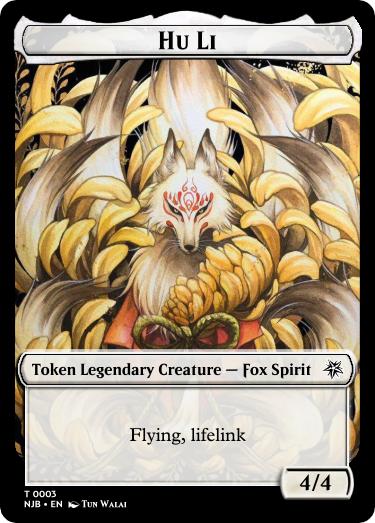 Hu Li
Token Legendary Creature — Fox Spirit
Flying, lifelink
4/4
T 0003
NJB • EN Tun Walai